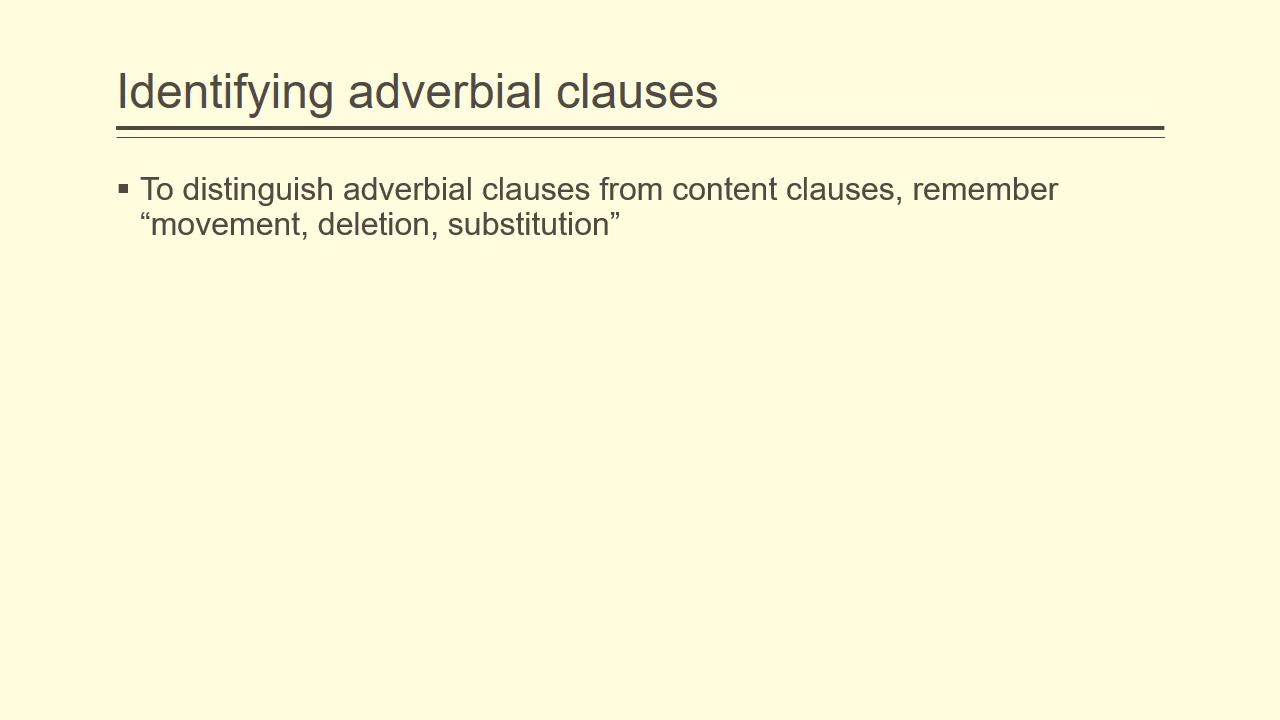 Identifying adverbial clauses
▪ To distinguish adverbial clauses from content clauses, remember
“movement, deletion, substitution”